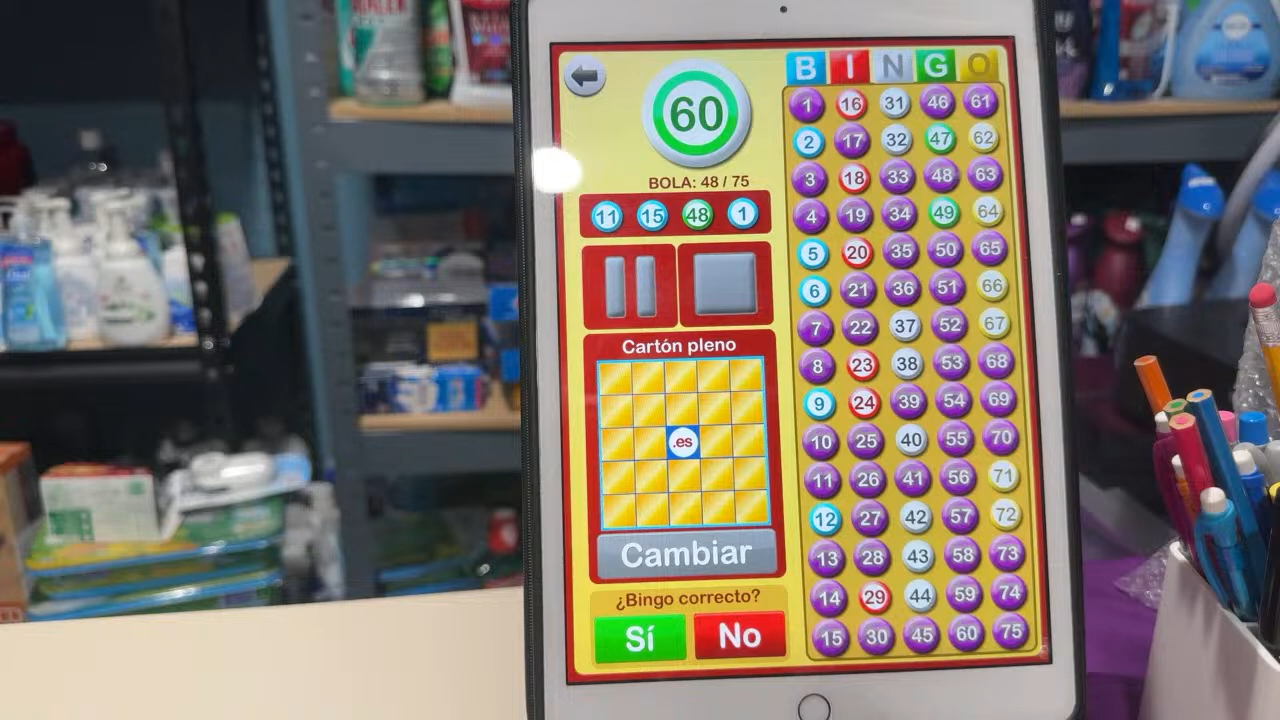 B I N G O
60
BOLA: 48 / 75
11 15 48 1
Cartón pleno
.es
Cambiar
¿Bingo correcto?
Sí No
1 16 31 46 61
2 17 32 47 62
3 18 33 48 63
4 19 34 49 64
5 20 35 50 65
6 21 36 51 66
7 22 37 52 67
8 23 38 53 68
9 24 39 54 69
10 25 40 55 70
11 26 41 56 71
12 27 42 57 72
13 28 43 58 73
14 29 44 59 74
15 30 45 60 75